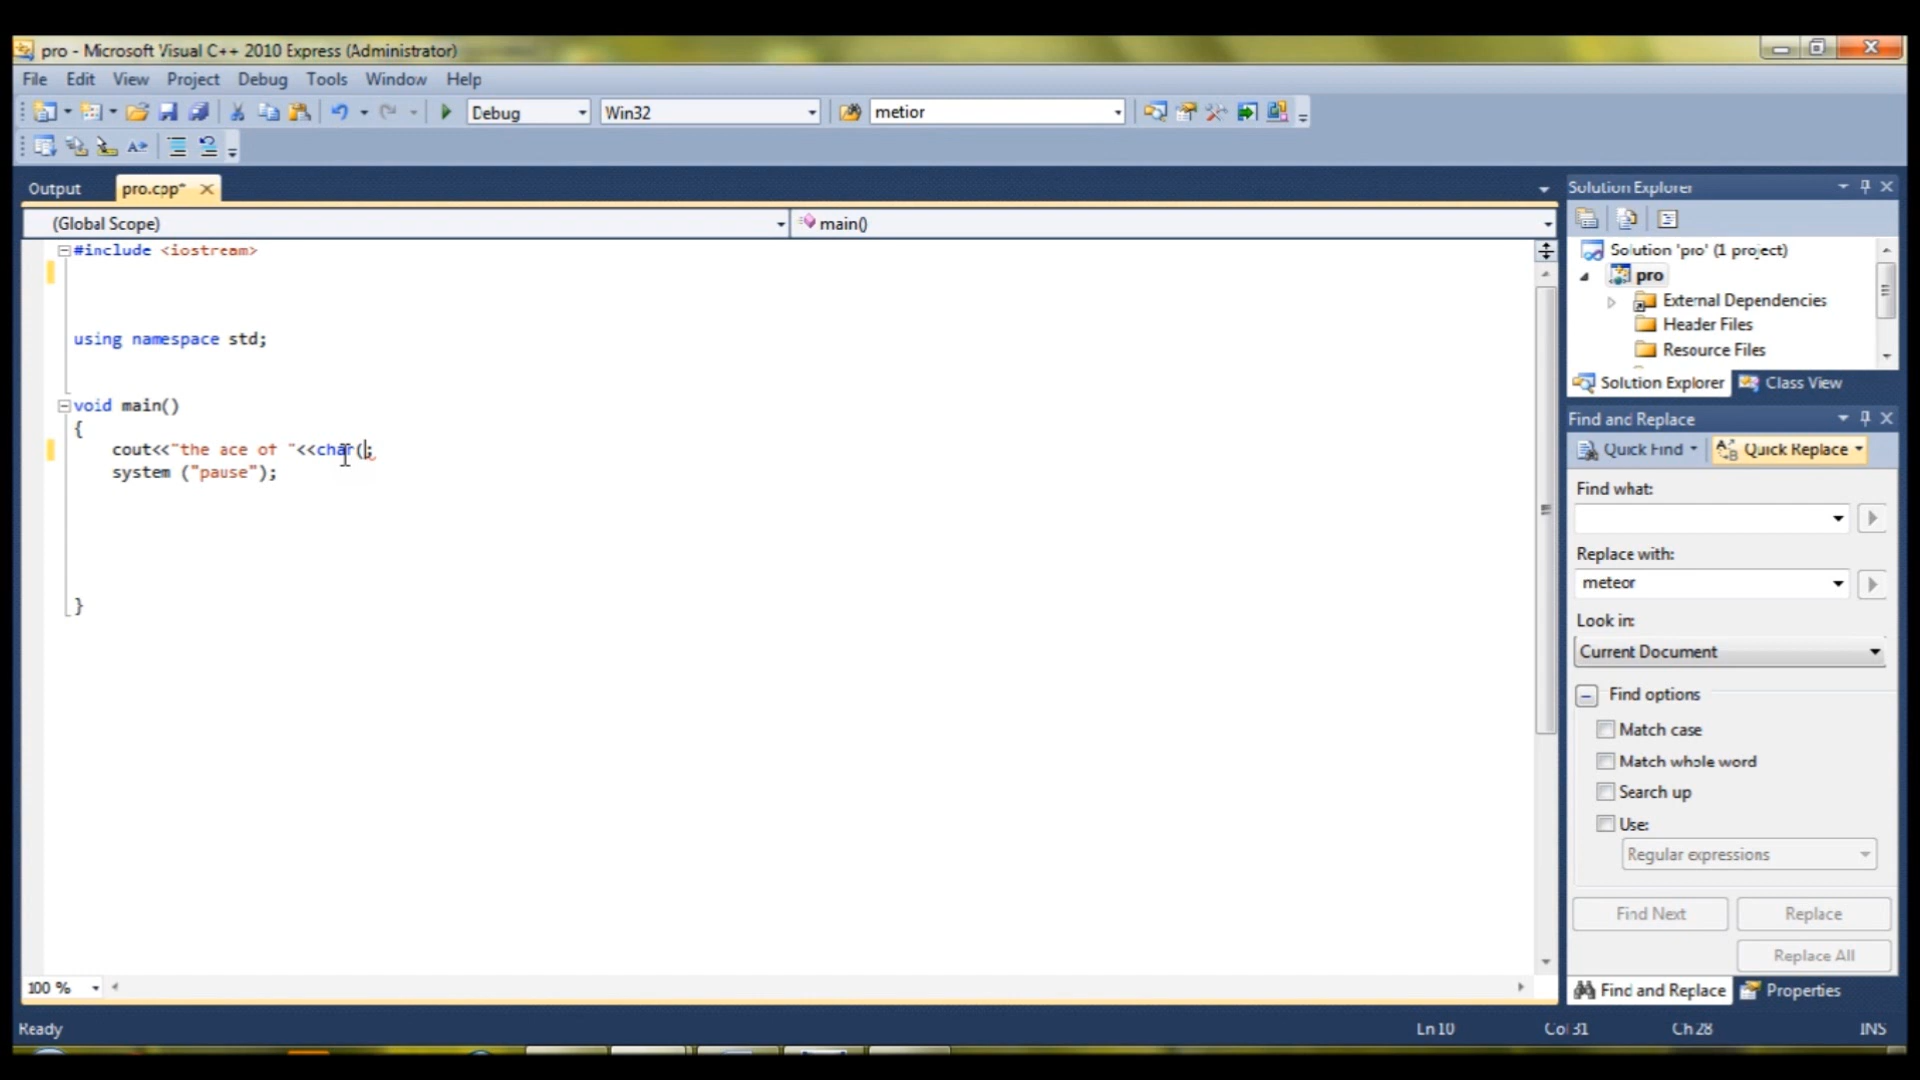 pro - Microsoft Visual C++ 2010 Express (Administrator)
File Edit View Project Debug Tools Window Help
Debug Win32 metior
Output pro.cpp*
(Global Scope) main()
#include <iostream>
using namespace std;
void main()
{
cout<<"the ace of "<<char(;
system ("pause");
}
100 %
Solution Explorer
Solution 'pro' (1 project)
pro
External Dependencies
Header Files
Resource Files
Solution Explorer Class View
Find and Replace
Quick Find Quick Replace
Find what:
Replace with:
meteor
Look in:
Current Document
Find options
Match case
Match whole word
Search up
Use:
Regular expressions
Find Next Replace
Replace All
Find and Replace Properties
Ready Ln 10 Col 31 Ch 28 INS